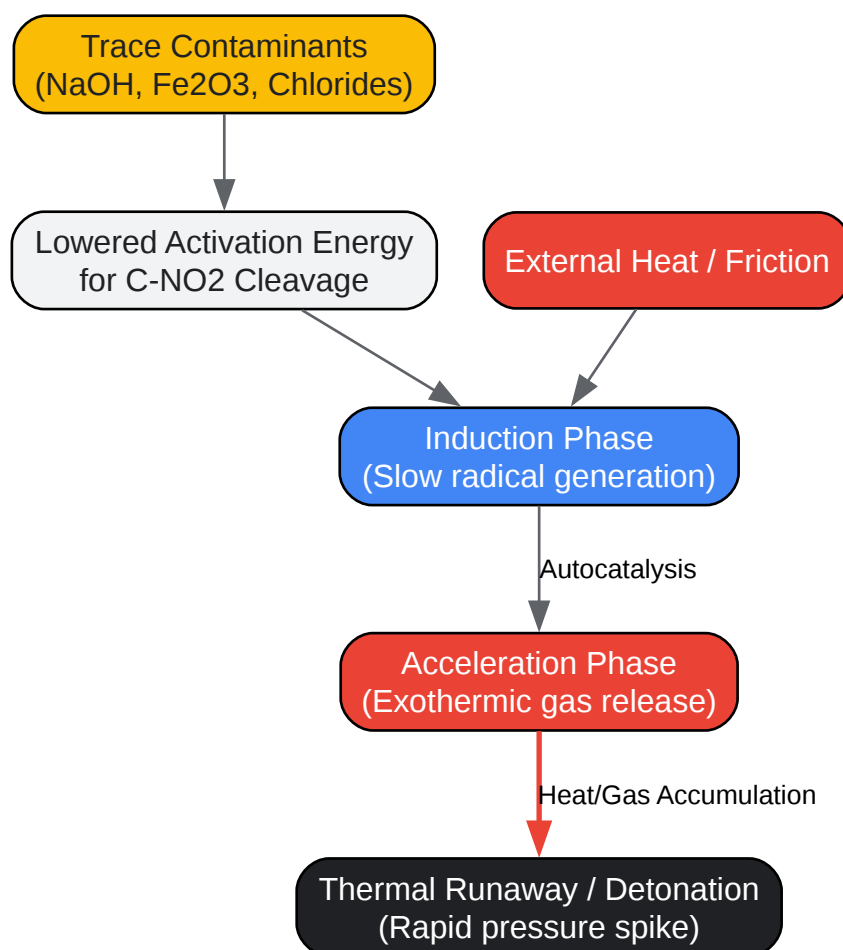 Trace Contaminants
(NaOH, Fe2O3, Chlorides)
Lowered Activation Energy
for C-NO2 Cleavage
External Heat / Friction
Induction Phase
(Slow radical generation)
Autocatalysis
Acceleration Phase
(Exothermic gas release)
Heat/Gas Accumulation
Thermal Runaway / Detonation
(Rapid pressure spike)